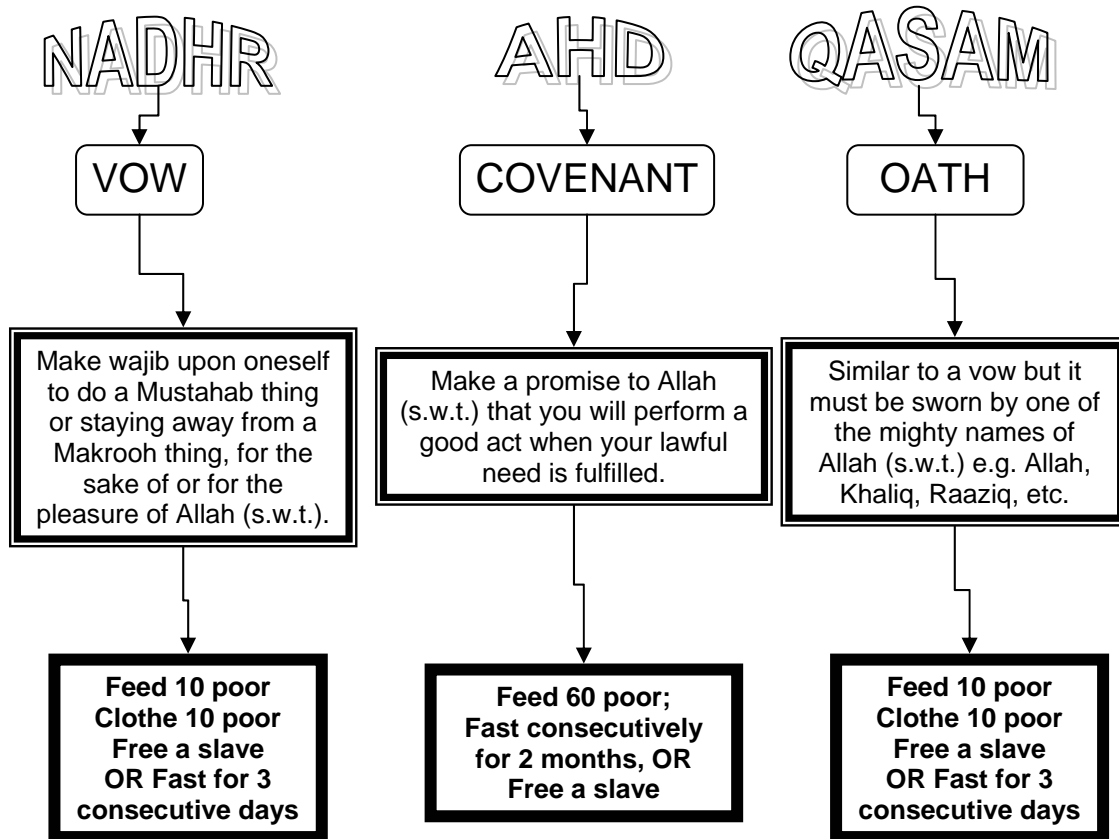 NADHR
VOW
Make wajib upon oneself
to do a Mustahab thing
or staying away from a
Makrooh thing, for the
sake of or for the
pleasure of Allah (s.w.t.).
Feed 10 poor
Clothe 10 poor
Free a slave
OR Fast for 3
consecutive days
AHD
COVENANT
Make a promise to Allah
(s.w.t.) that you will perform a
good act when your lawful
need is fulfilled.
Feed 60 poor;
Fast consecutively
for 2 months, OR
Free a slave
QASAM
OATH
Similar to a vow but it
must be sworn by one of
the mighty names of
Allah (s.w.t.) e.g. Allah,
Khaliq, Raaziq, etc.
Feed 10 poor
Clothe 10 poor
Free a slave
OR Fast for 3
consecutive days